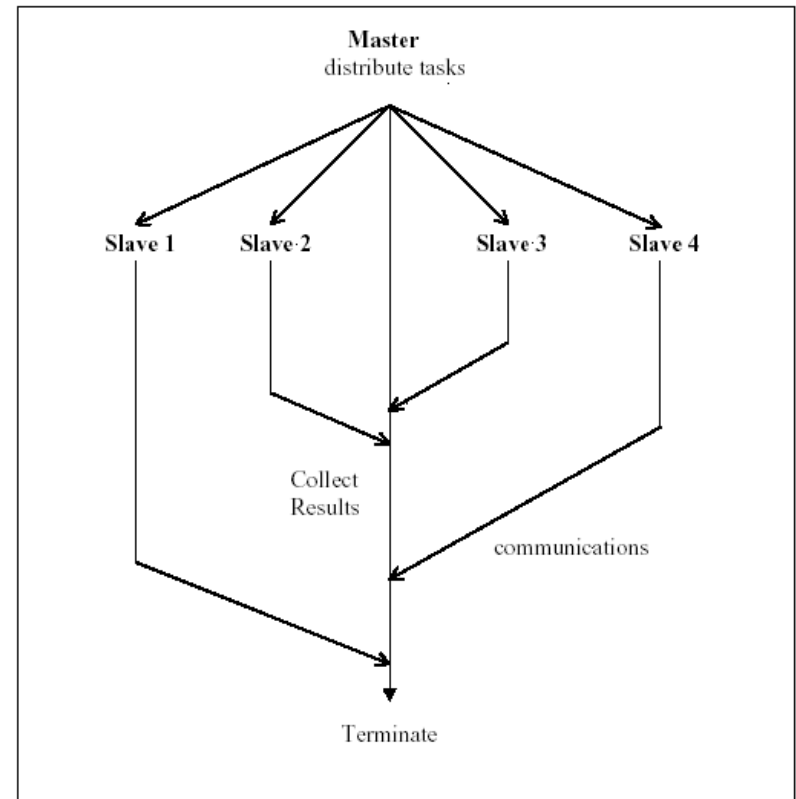 Master
distribute tasks
Slave 1
Slave 2
Slave 3
Slave 4
Collect
Results
communications
Terminate